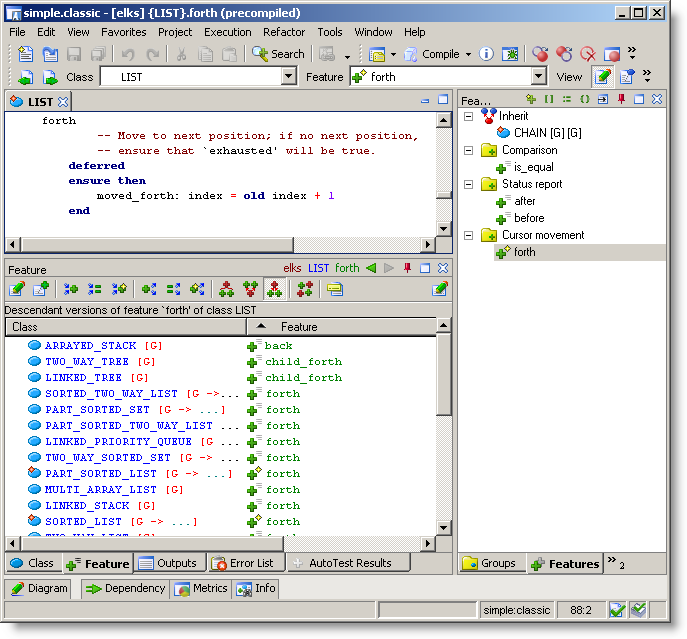 simple.classic - [elks] {LIST}.forth (precompiled)
File Edit View Favorites Project Execution Refactor Tools Window Help
Search Compile
Class LIST Feature forth View
LIST
forth
-- Move to next position; if no next position,
-- ensure that `exhausted' will be true.
deferred
ensure then
moved_forth: index = old index + 1
end
Fea...
Inherit
CHAIN [G] [G]
Comparison
is_equal
Status report
after
before
Cursor movement
forth
Feature elks LIST forth
Descendant versions of feature `forth' of class LIST
Class Feature
ARRAYED_STACK [G] back
TWO_WAY_TREE [G] child_forth
LINKED_TREE [G] child_forth
SORTED_TWO_WAY_LIST [G ->... forth
PART_SORTED_SET [G -> ...] forth
PART_SORTED_TWO_WAY_LIST ... forth
LINKED_PRIORITY_QUEUE [G ... forth
TWO_WAY_SORTED_SET [G -> ... forth
PART_SORTED_LIST [G -> ...] forth
MULTI_ARRAY_LIST [G] forth
LINKED_STACK [G] forth
SORTED_LIST [G -> ...] forth
TWO_WAY_LIST [G] forth
Class Feature Outputs Error List AutoTest Results
Groups Features 2
Diagram Dependency Metrics Info
simple:classic 88:2